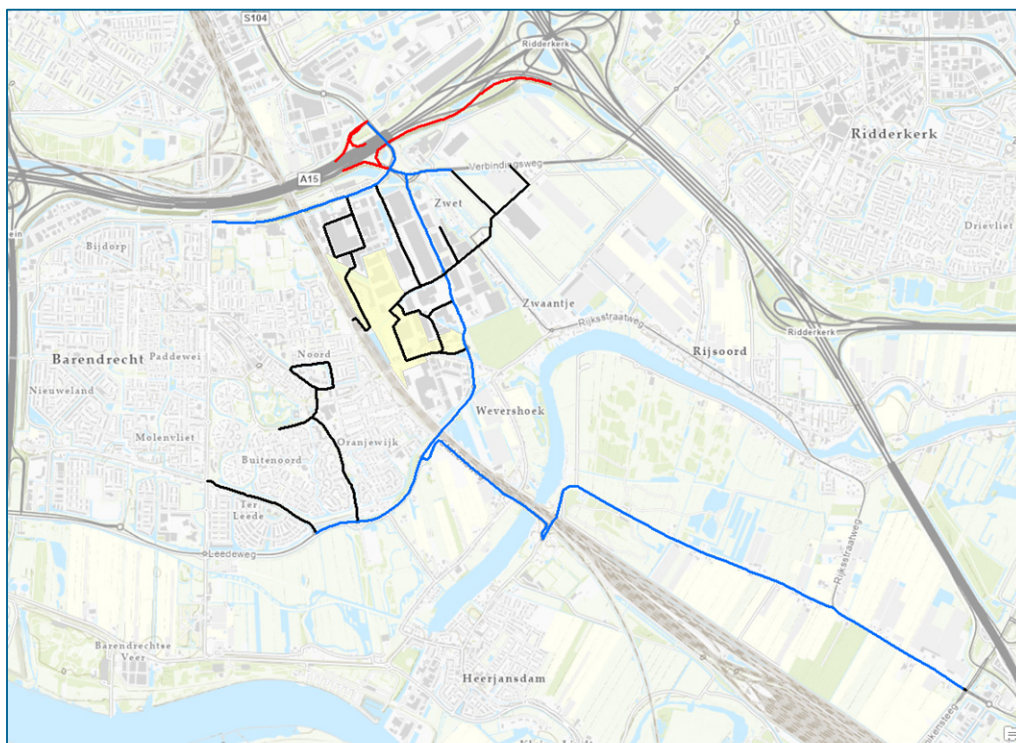 S104
Ridderkerk
Ridderkerk
A15
Verbindingsweg
Zwet
Bijdorp
Drievliet
Zwaantje
Rijksstraatweg
Ridderkerk
Barendrecht
Paddewei
Noord
Rijsoord
Nieuweland
Wevershoek
Molenvliet
Oranjewijk
Buitenoord
Ter
Leede
Leedeweg
Rijksstraatweg
Barendrechtse
Veer
Heerjansdam